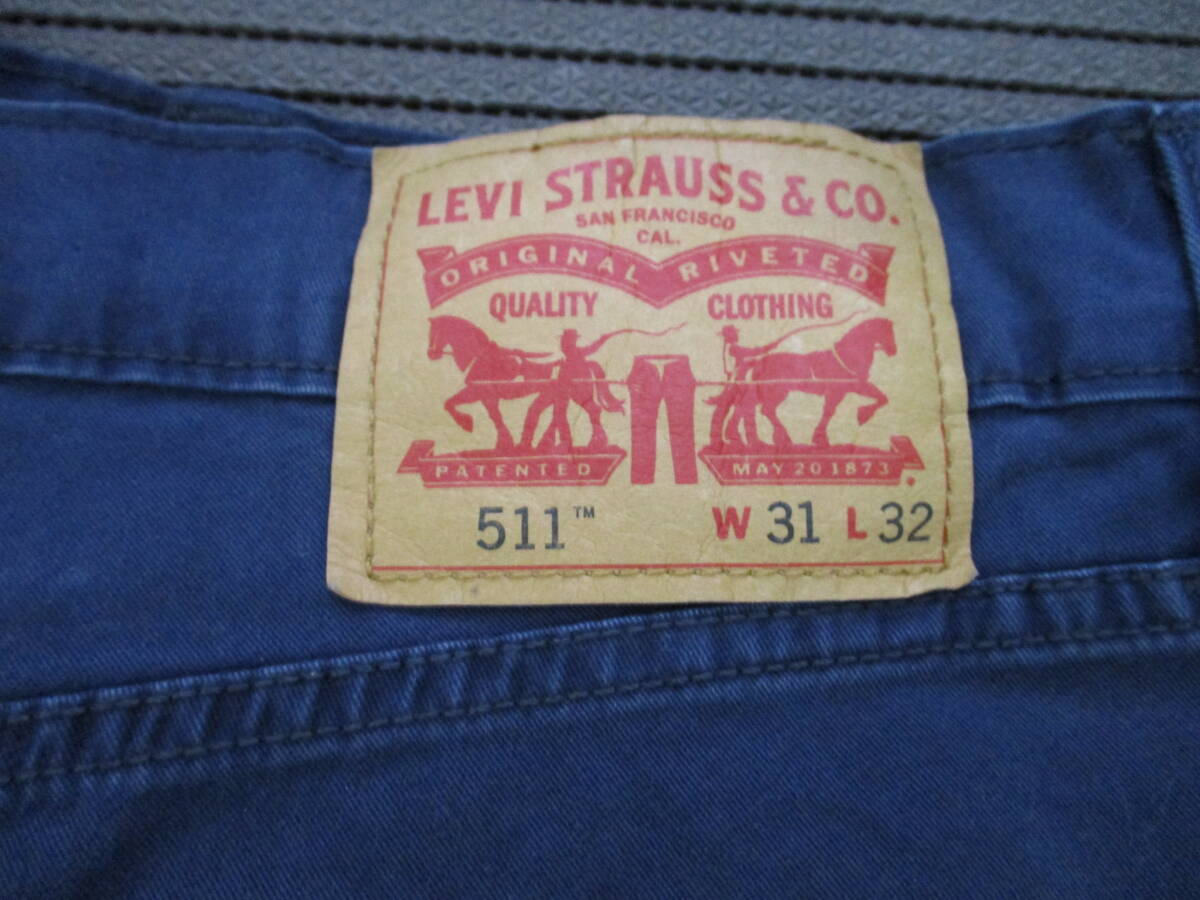 LEVI STRAUSS & CO.
SAN FRANCISCO
CAL.
ORIGINAL RIVETED
QUALITY CLOTHING
PATENTED MAY 20 1873
511™ W 31 L 32